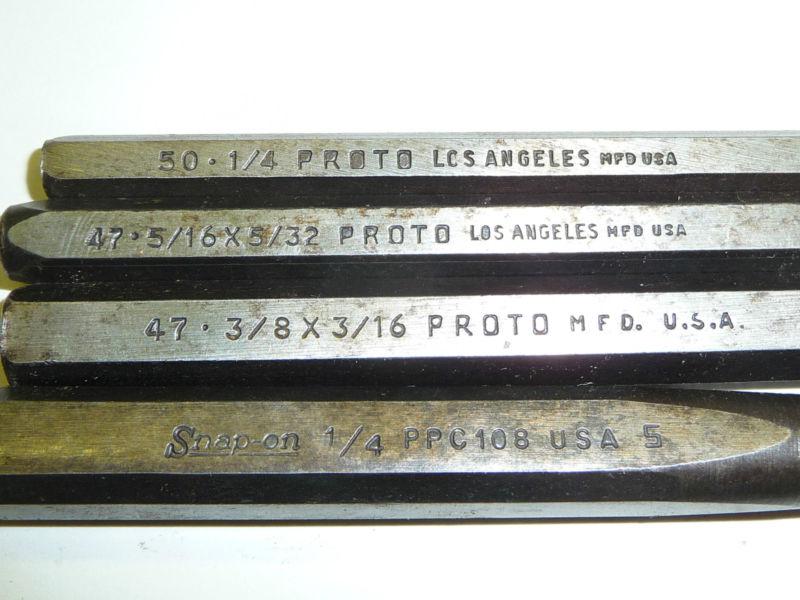 50 · 1/4 PROTO LOS ANGELES MFD USA
47 · 5/16 X 5/32 PROTO LOS ANGELES MFD USA
47 · 3/8 X 3/16 PROTO MFD. U.S.A.
Snap-on 1/4 PPC108 USA 5